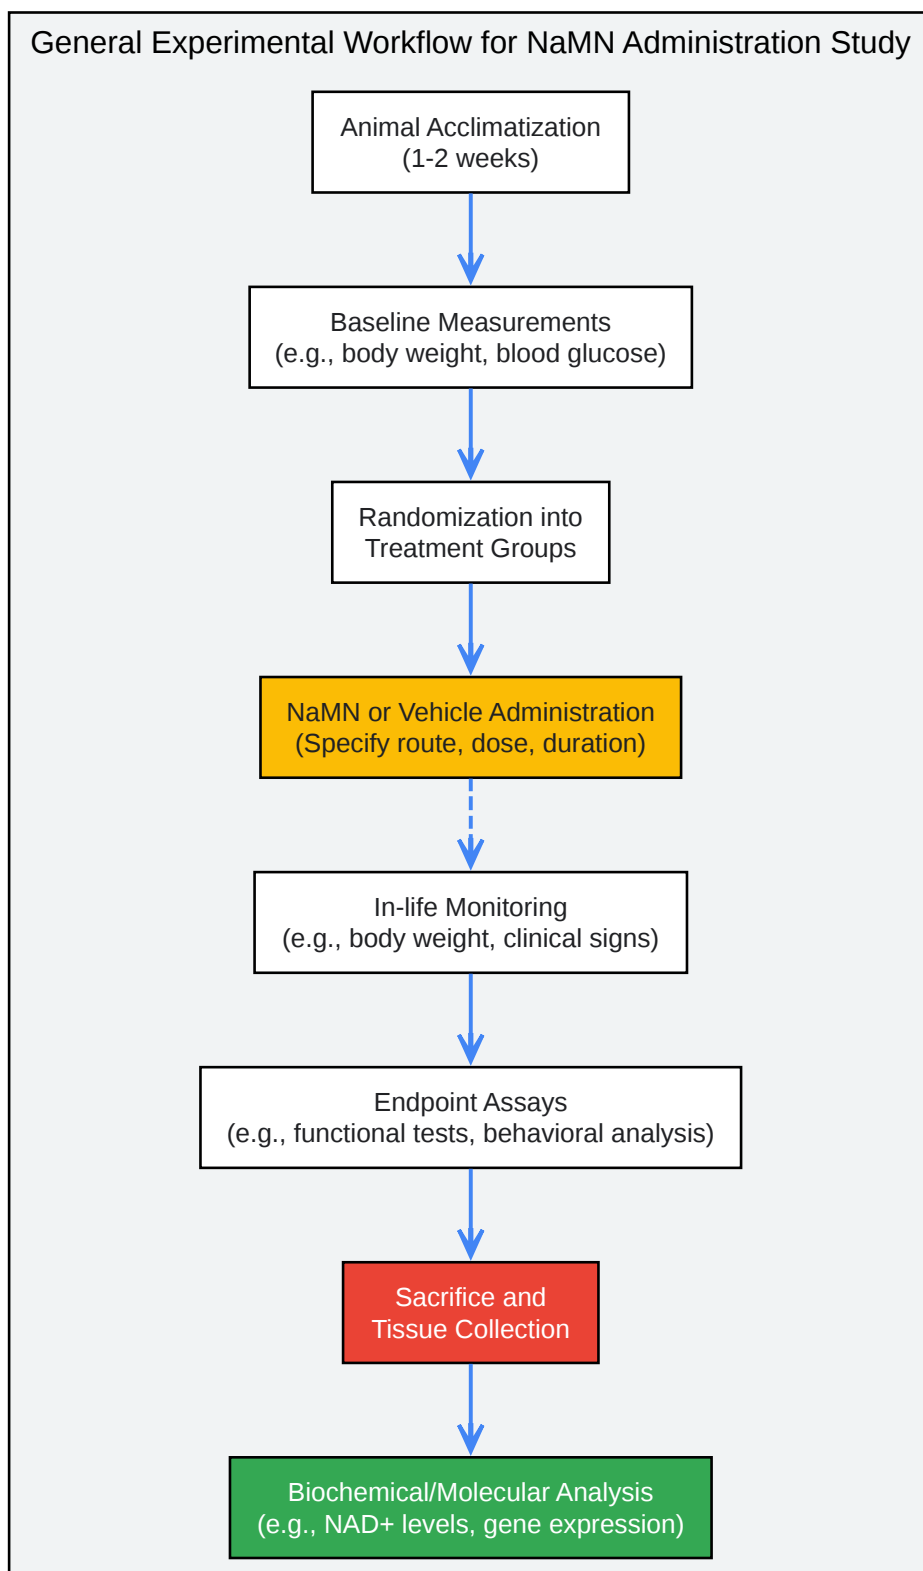 General Experimental Workflow for NaMN Administration Study
Animal Acclimatization
(1-2 weeks)
Baseline Measurements
(e.g., body weight, blood glucose)
Randomization into
Treatment Groups
NaMN or Vehicle Administration
(Specify route, dose, duration)
In-life Monitoring
(e.g., body weight, clinical signs)
Endpoint Assays
(e.g., functional tests, behavioral analysis)
Sacrifice and
Tissue Collection
Biochemical/Molecular Analysis
(e.g., NAD+ levels, gene expression)